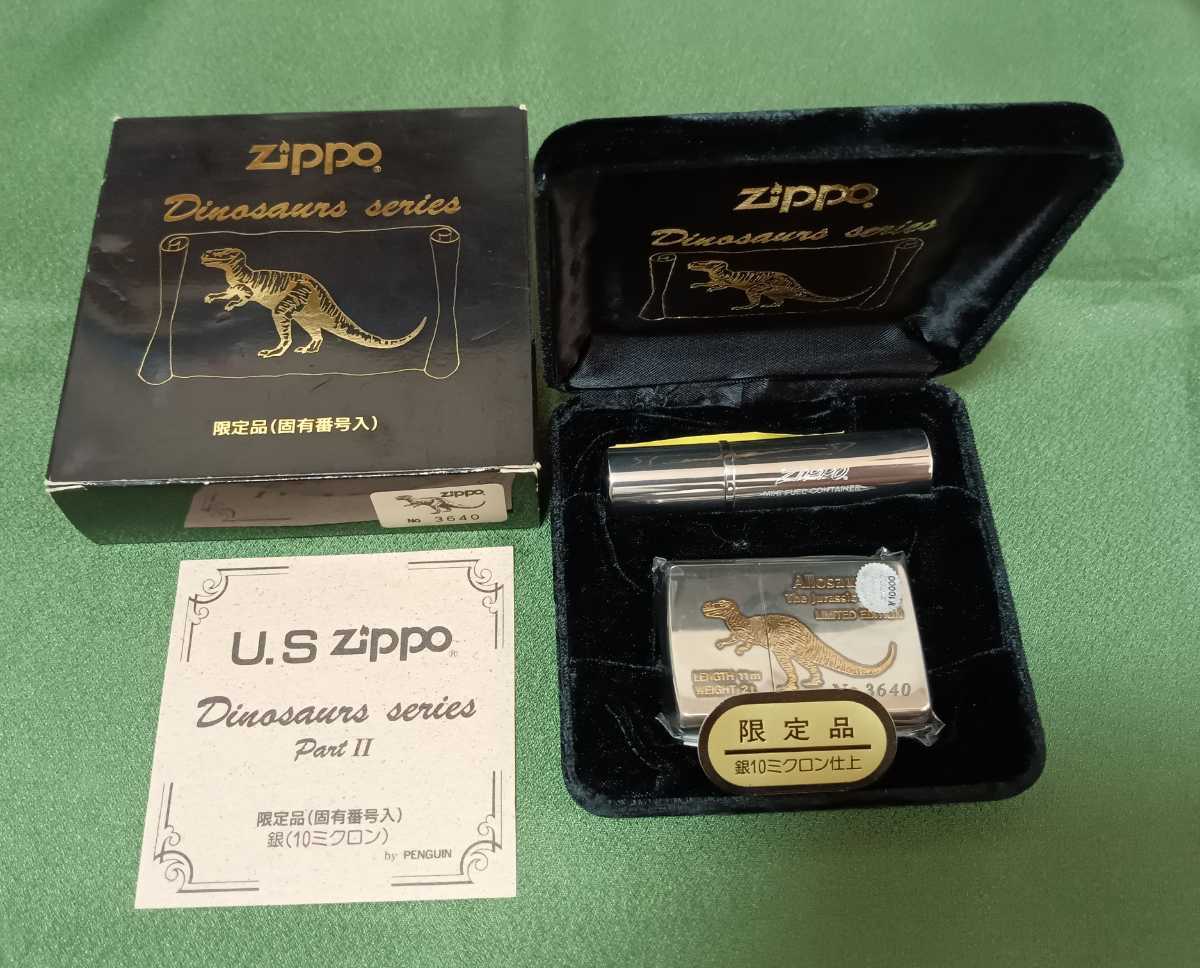 Zippo®
Dinosaurs series
限定品(固有番号入)
Zippo
No 3640
U.S Zippo®
Dinosaurs series
Part II
限定品(固有番号入)
銀(10ミクロン)
by PENGUIN
Zippo
Dinosaurs series
Zippo
MINI FUEL CONTAINER
The Jurassic
LIMITED EDITION
¥10000
LENGTH 11m
WEIGHT 2t
No 3640
限定品
銀10ミクロン仕上